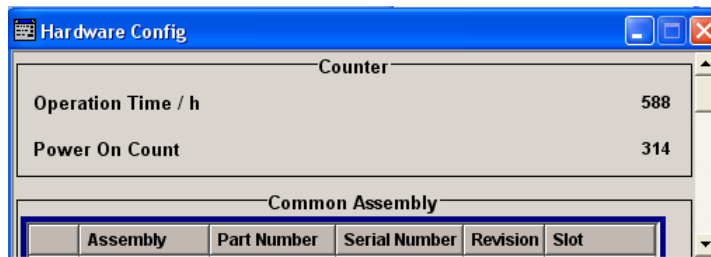 Hardware Config
Counter
Operation Time / h 588
Power On Count 314
Common Assembly
Assembly Part Number Serial Number Revision Slot